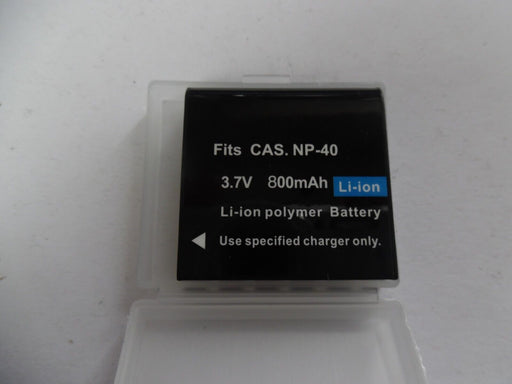 Fits CAS. NP-40
3.7V 800mAh Li-ion
Li-ion polymer Battery
Use specified charger only.